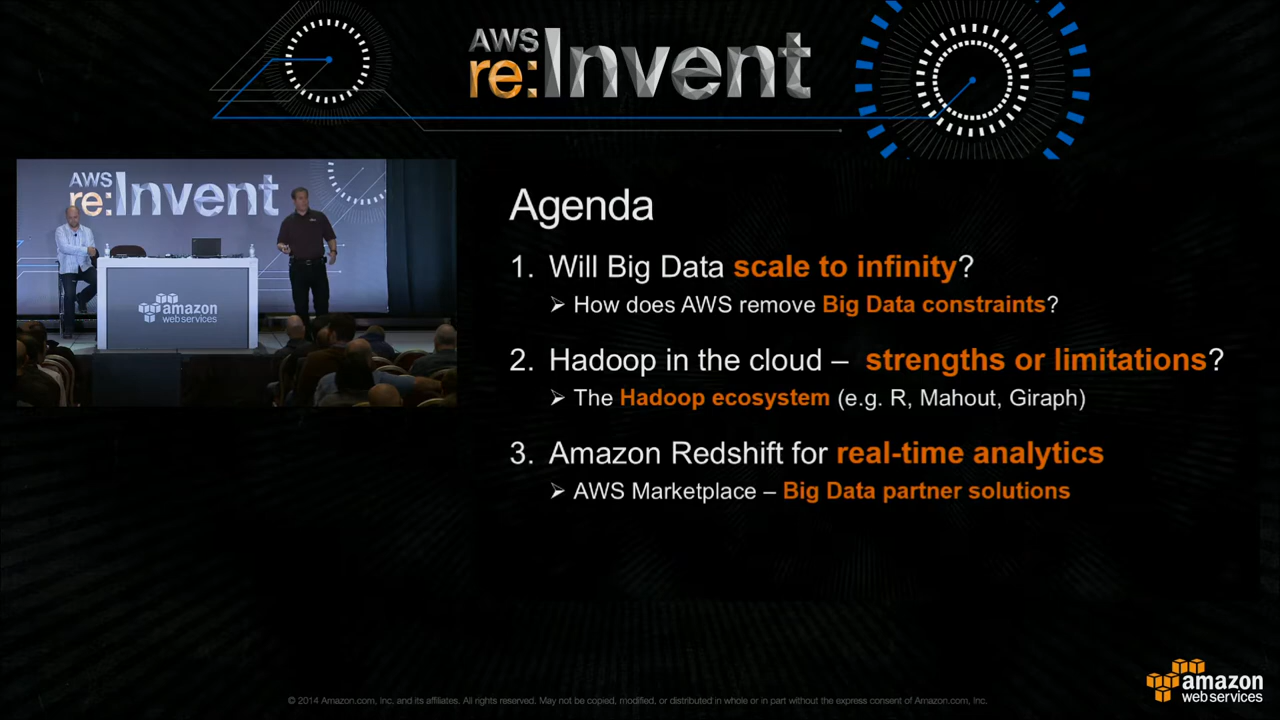 AWS
re:Invent
AWS
re:Invent
amazon
web services
Agenda
1. Will Big Data scale to infinity?
➢ How does AWS remove Big Data constraints?
2. Hadoop in the cloud – strengths or limitations?
➢ The Hadoop ecosystem (e.g. R, Mahout, Giraph)
3. Amazon Redshift for real-time analytics
➢ AWS Marketplace – Big Data partner solutions
© 2014 Amazon.com, Inc. and its affiliates. All rights reserved. May not be copied, modified, or distributed in whole or in part without the express consent of Amazon.com, Inc.
amazon
web services